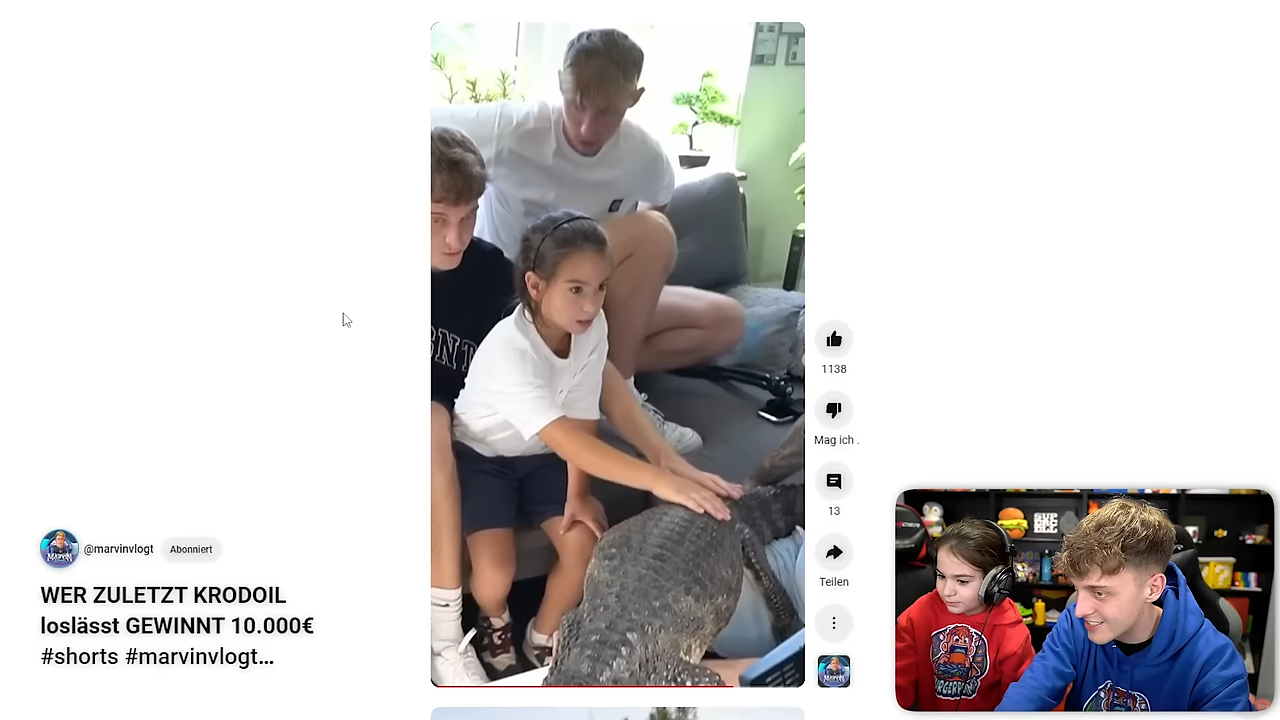 1138
Mag ich .
13
Teilen
@marvinvlogt
Abonniert
WER ZULETZT KRODOIL
loslässt GEWINNT 10.000€
#shorts #marvinvlogt...